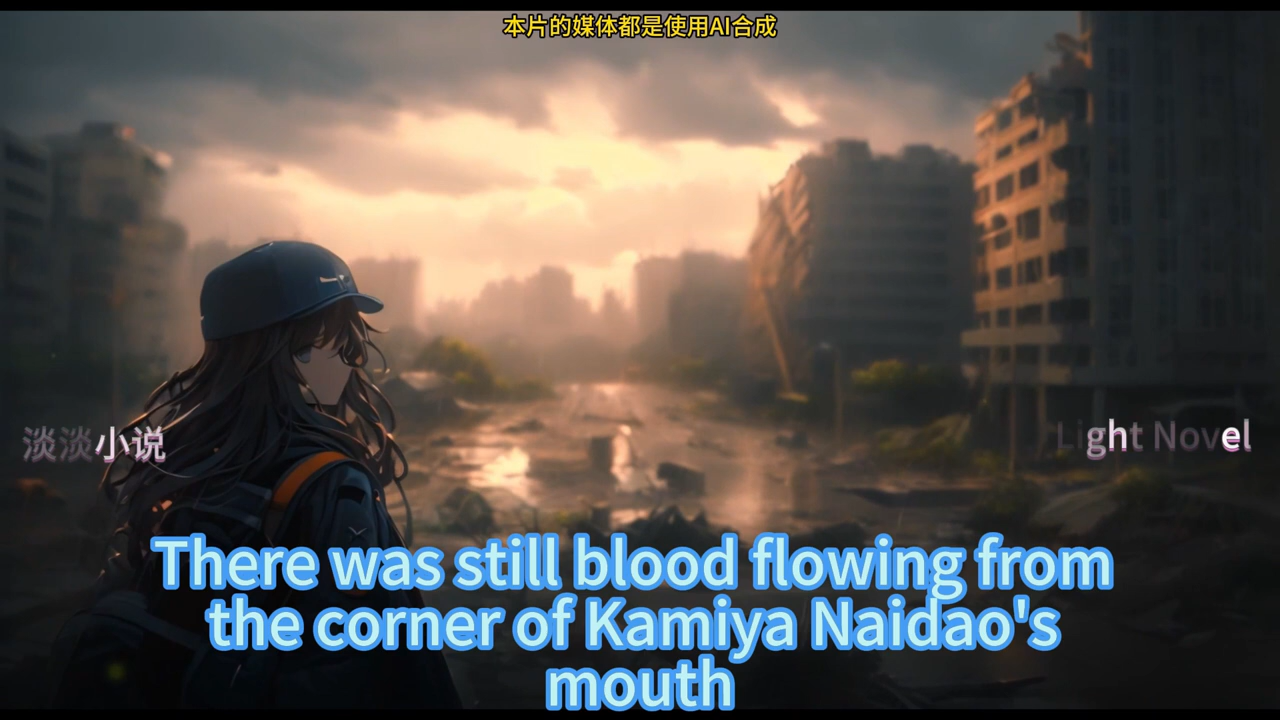 本片的媒体都是使用AI合成
淡淡小说
Light Novel
There was still blood flowing from
the corner of Kamiya Naidao's
mouth